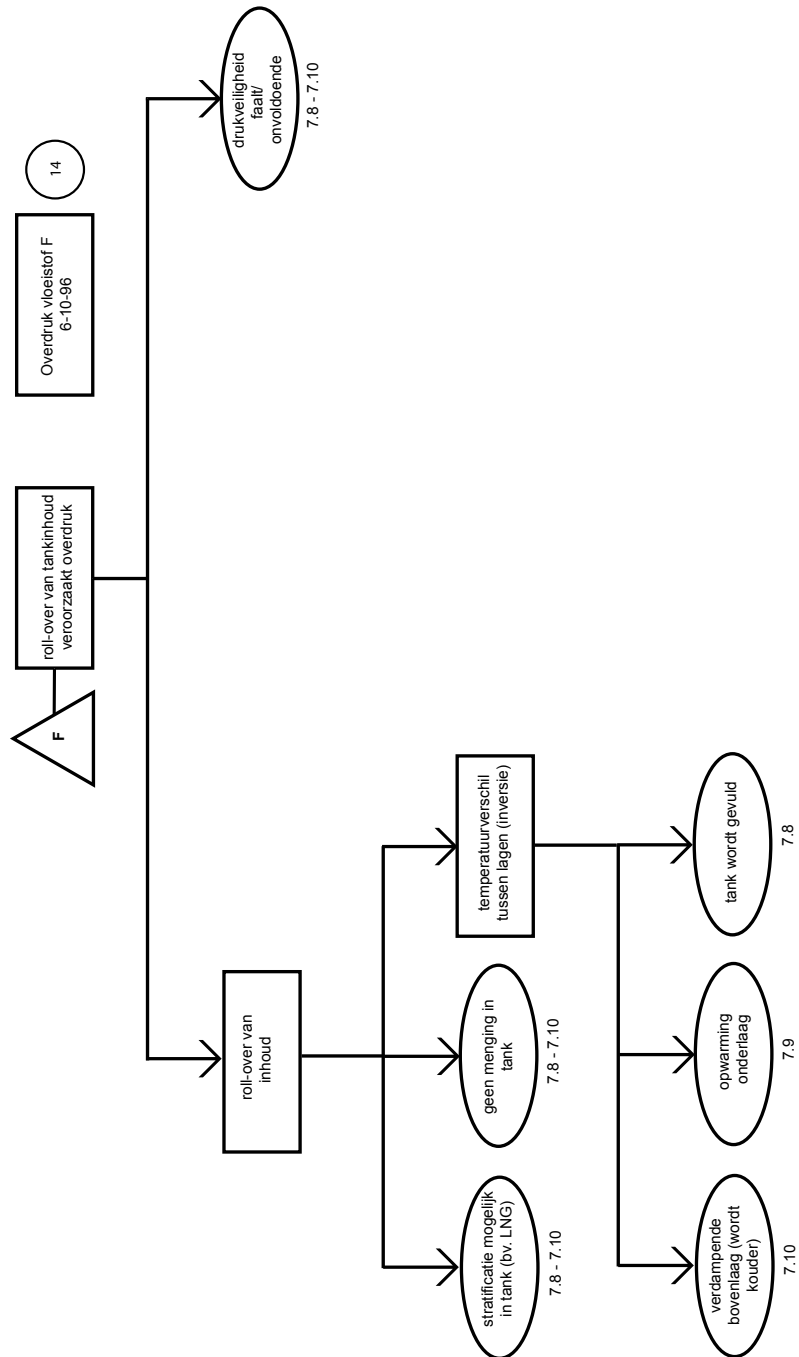 F
roll-over van tankinhoud
veroorzaakt overdruk
Overdruk vloeistof F
6-10-96
14
roll-over van
inhoud
drukveiligheid
faalt/
onvoldoende
7.8 - 7.10
stratificatie mogelijk
in tank (bv. LNG)
7.8 - 7.10
geen menging in
tank
7.8 - 7.10
temperatuurverschil
tussen lagen (inversie)
verdampende
bovenlaag (wordt
kouder)
7.10
opwarming
onderlaag
7.9
tank wordt gevuld
7.8